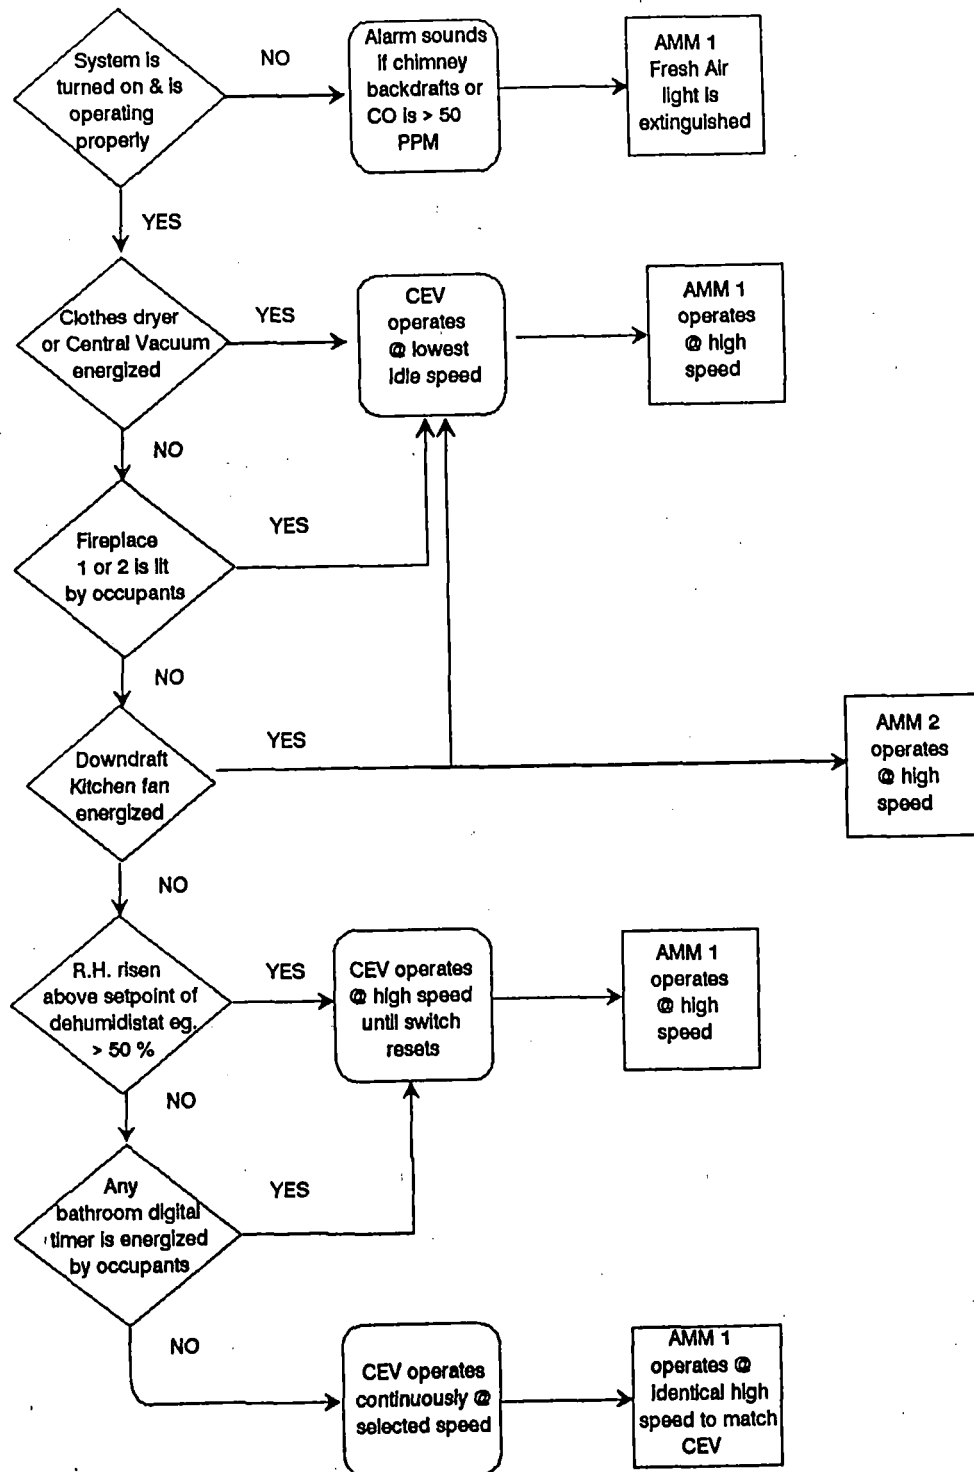 System is
turned on & is
operating
properly
NO
Alarm sounds
if chimney
backdrafts or
CO is > 50
PPM
AMM 1
Fresh Air
light is
extinguished
YES
Clothes dryer
or Central Vacuum
energized
YES
CEV
operates
@ lowest
idle speed
AMM 1
operates
@ high
speed
NO
Fireplace
1 or 2 is lit
by occupants
YES
NO
Downdraft
Kitchen fan
energized
YES
AMM 2
operates
@ high
speed
NO
R.H. risen
above setpoint of
dehumidistat eg.
> 50 %
YES
CEV operates
@ high speed
until switch
resets
AMM 1
operates
@ high
speed
NO
Any
bathroom digital
timer is energized
by occupants
YES
NO
CEV operates
continuously @
selected speed
AMM 1
operates @
identical high
speed to match
CEV